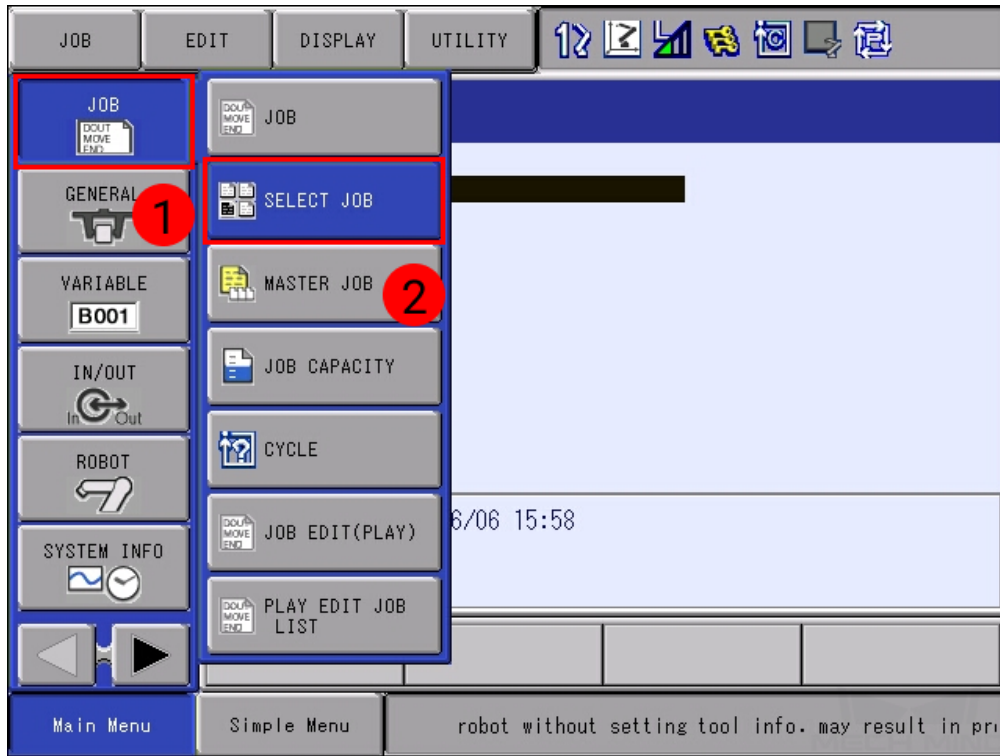 JOB EDIT DISPLAY UTILITY
JOB
DOUT
MOVE
END
GENERAL
1
VARIABLE
B001
IN/OUT
In Out
ROBOT
SYSTEM INFO
DOUT
MOVE
END
JOB
SELECT JOB
MASTER JOB
2
JOB CAPACITY
CYCLE
DOUT
MOVE
END
JOB EDIT(PLAY)
DOUT
MOVE
END
PLAY EDIT JOB
LIST
6/06 15:58
Main Menu Simple Menu robot without setting tool info. may result in pr